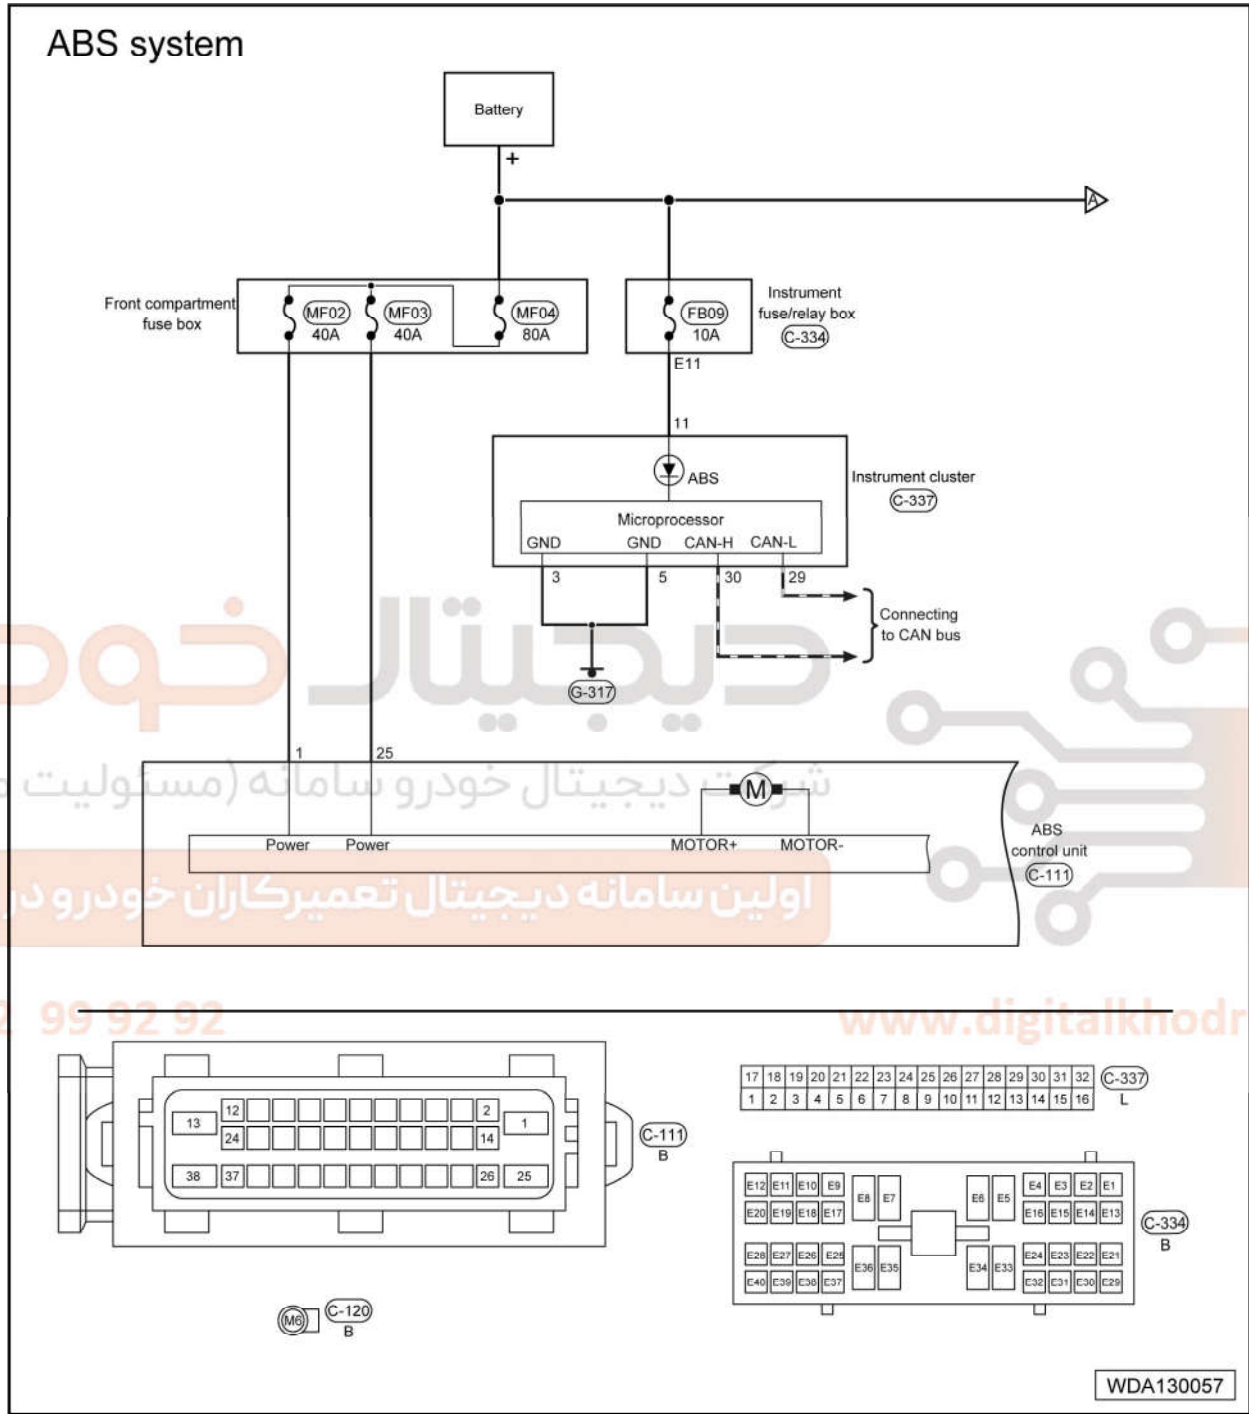 ABS system
Battery
+
A
Front compartment
fuse box
MF02
40A
MF03
40A
MF04
80A
FB09
10A
Instrument
fuse/relay box
C-334
E11
11
ABS
Instrument cluster
C-337
Microprocessor
GND GND CAN-H CAN-L
3 5 30 29
Connecting
to CAN bus
G-317
دیجیتال خود
1 25
شرکت دیجیتال خودرو سامانه (مسئولیت
M
Power Power MOTOR+ MOTOR-
ABS
control unit
C-111
اولین سامانه دیجیتال تعمیرکاران خودرو در
2 99 92 92
www.digitalkhodr
13 12 2 1
24 14
38 37 26 25
C-111
B
17 18 19 20 21 22 23 24 25 26 27 28 29 30 31 32
1 2 3 4 5 6 7 8 9 10 11 12 13 14 15 16
C-337
L
E12 E11 E10 E9 E8 E7 E6 E5 E4 E3 E2 E1
E20 E19 E18 E17 E16 E15 E14 E13
E28 E27 E26 E25 E36 E35 E34 E33 E24 E23 E22 E21
E40 E39 E38 E37 E32 E31 E30 E29
C-334
B
M6
C-120
B
WDA130057